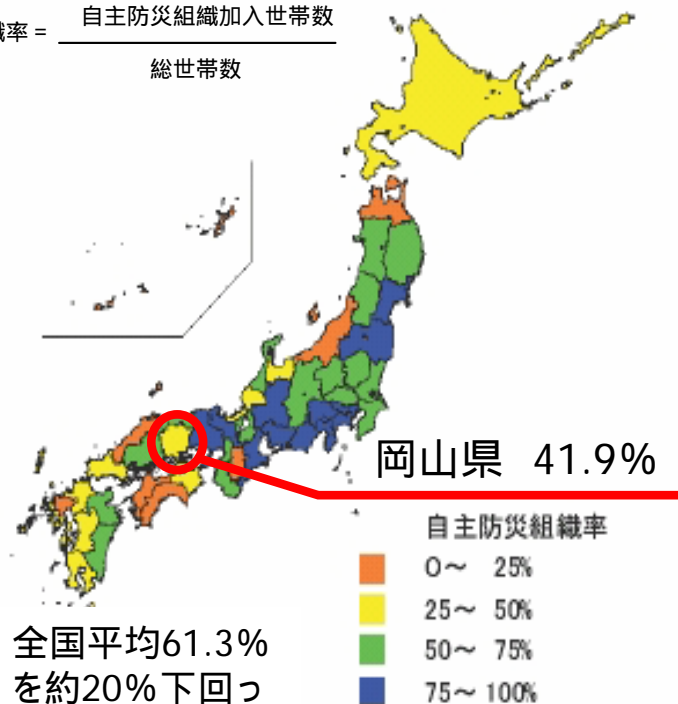 織率 = 自主防災組織加入世帯数
総世帯数
岡山県 41.9%
自主防災組織率
0～ 25%
25～ 50%
50～ 75%
75～ 100%
全国平均61.3%
を約20%下回っ